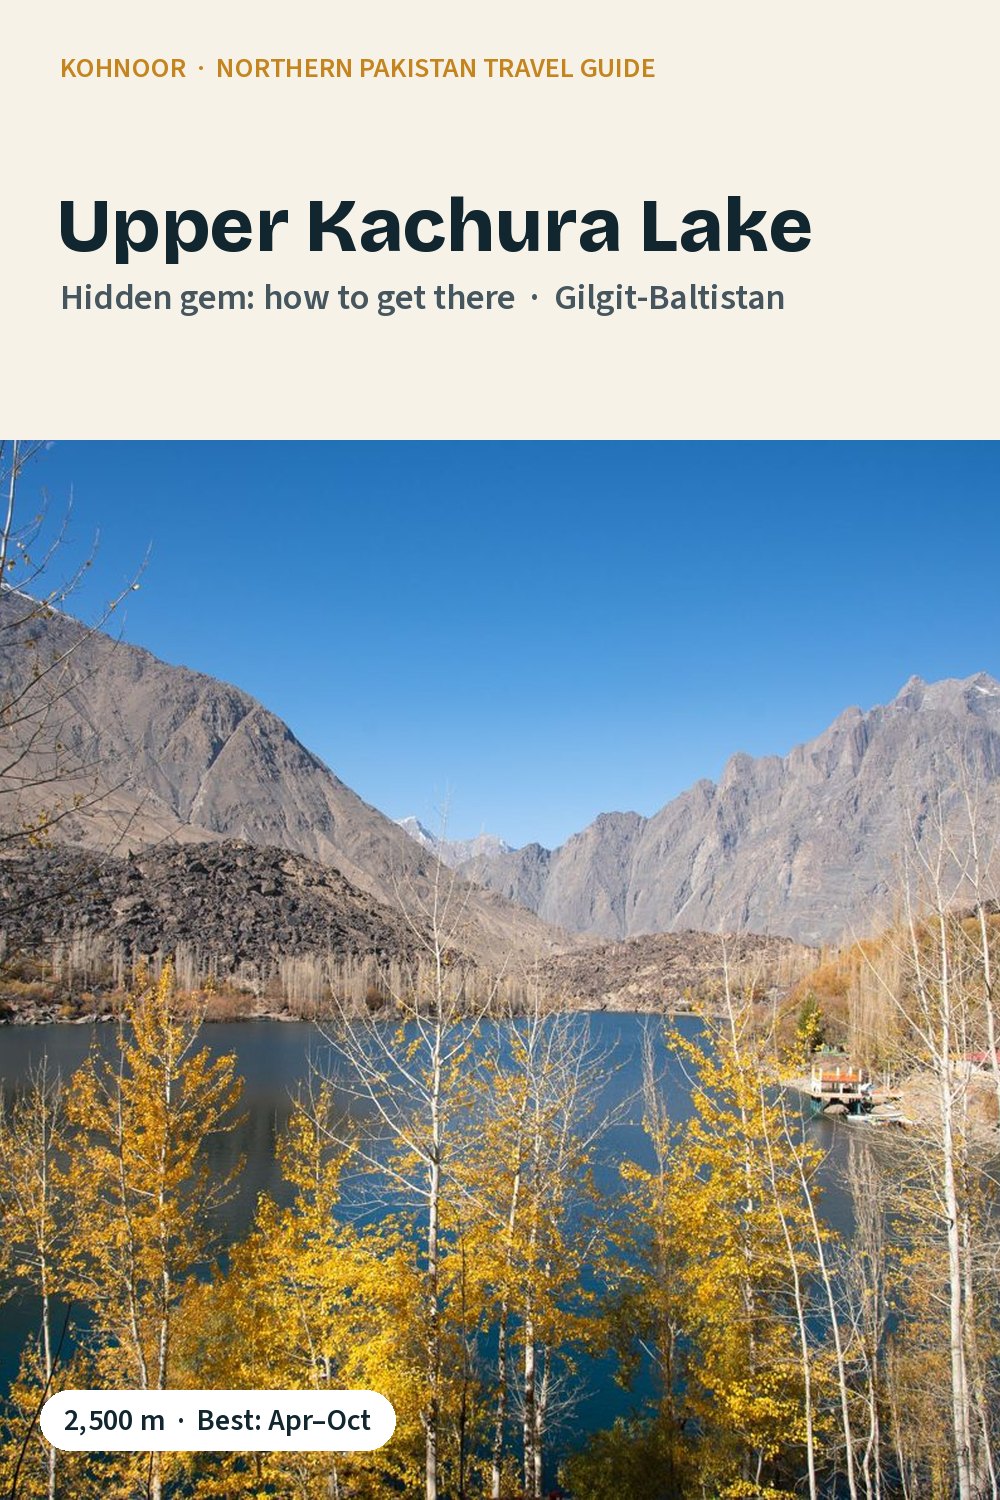 KOHNOOR · NORTHERN PAKISTAN TRAVEL GUIDE
Upper Kachura Lake
Hidden gem: how to get there · Gilgit-Baltistan
2,500 m · Best: Apr–Oct